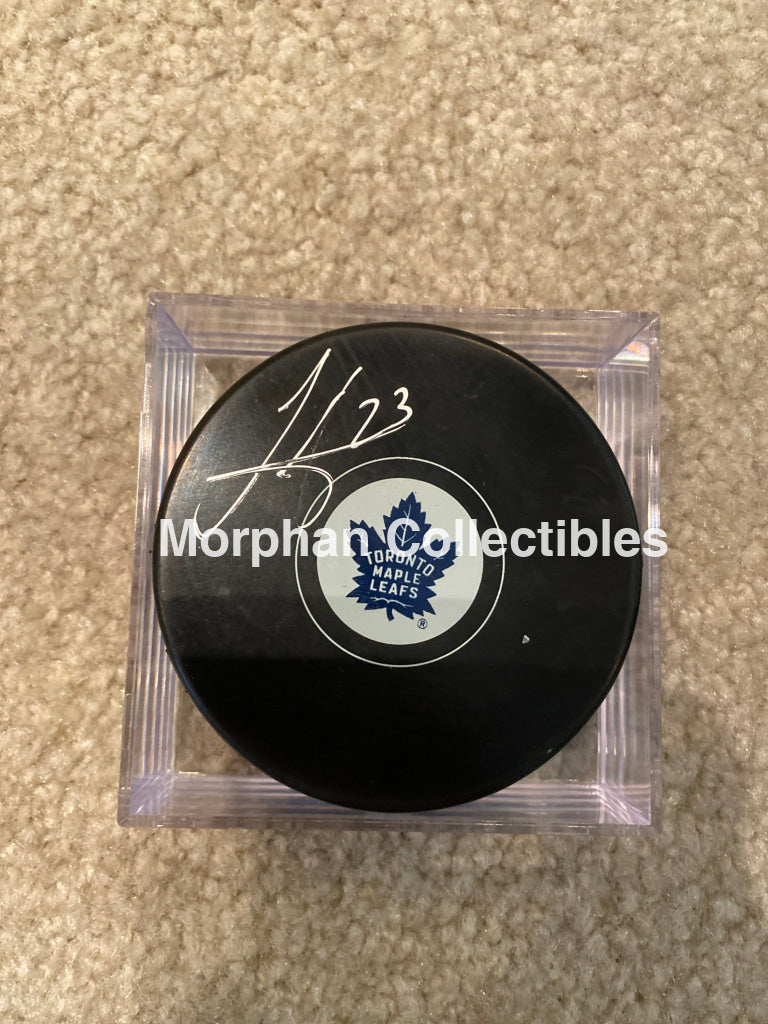 23
Morphan Collectibles
TORONTO
MAPLE
LEAFS
®